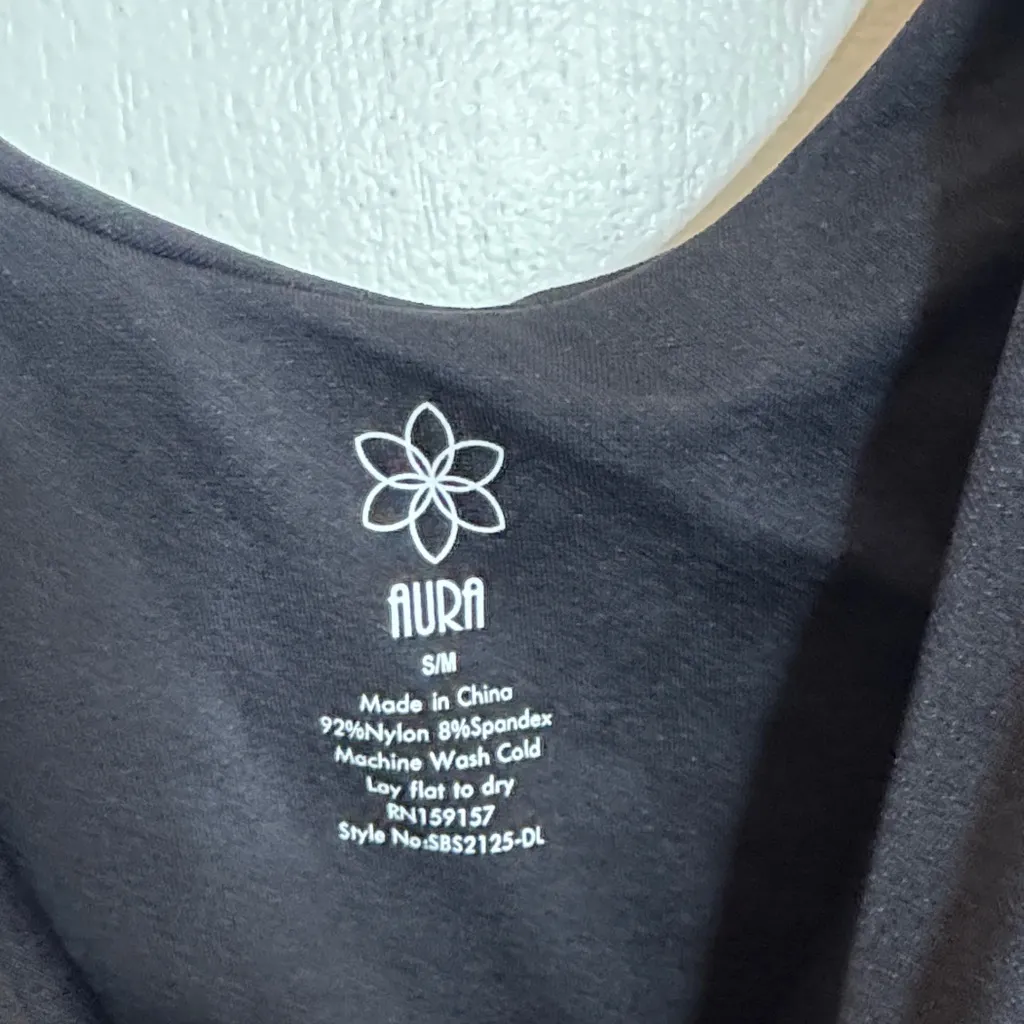 AURA
S/M
Made in China
92%Nylon 8%Spandex
Machine Wash Cold
Lay flat to dry
RN159157
Style No:SBS2125-DL